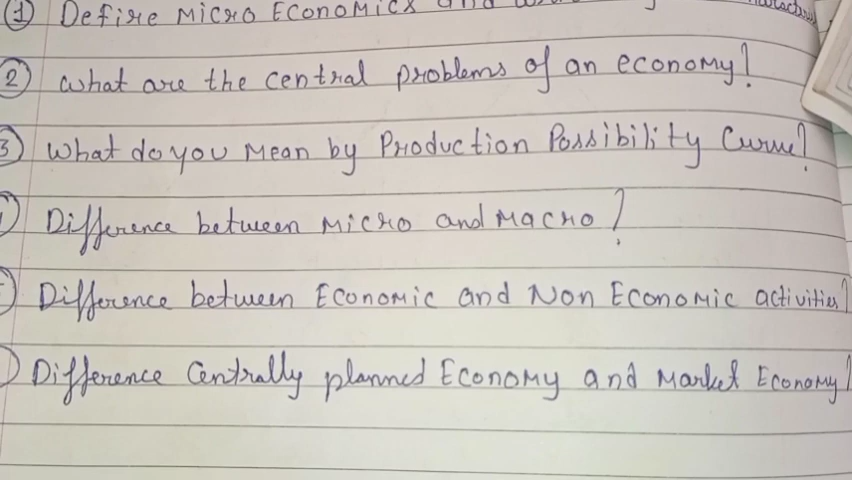 ① Define Micro Economics and
② What are the central problems of an economy?
③ What do you mean by Production Possibility Curve?
Difference between Micro and Macro?
Difference between Economic and Non Economic activities?
Difference Centrally planned Economy and Market Economy?